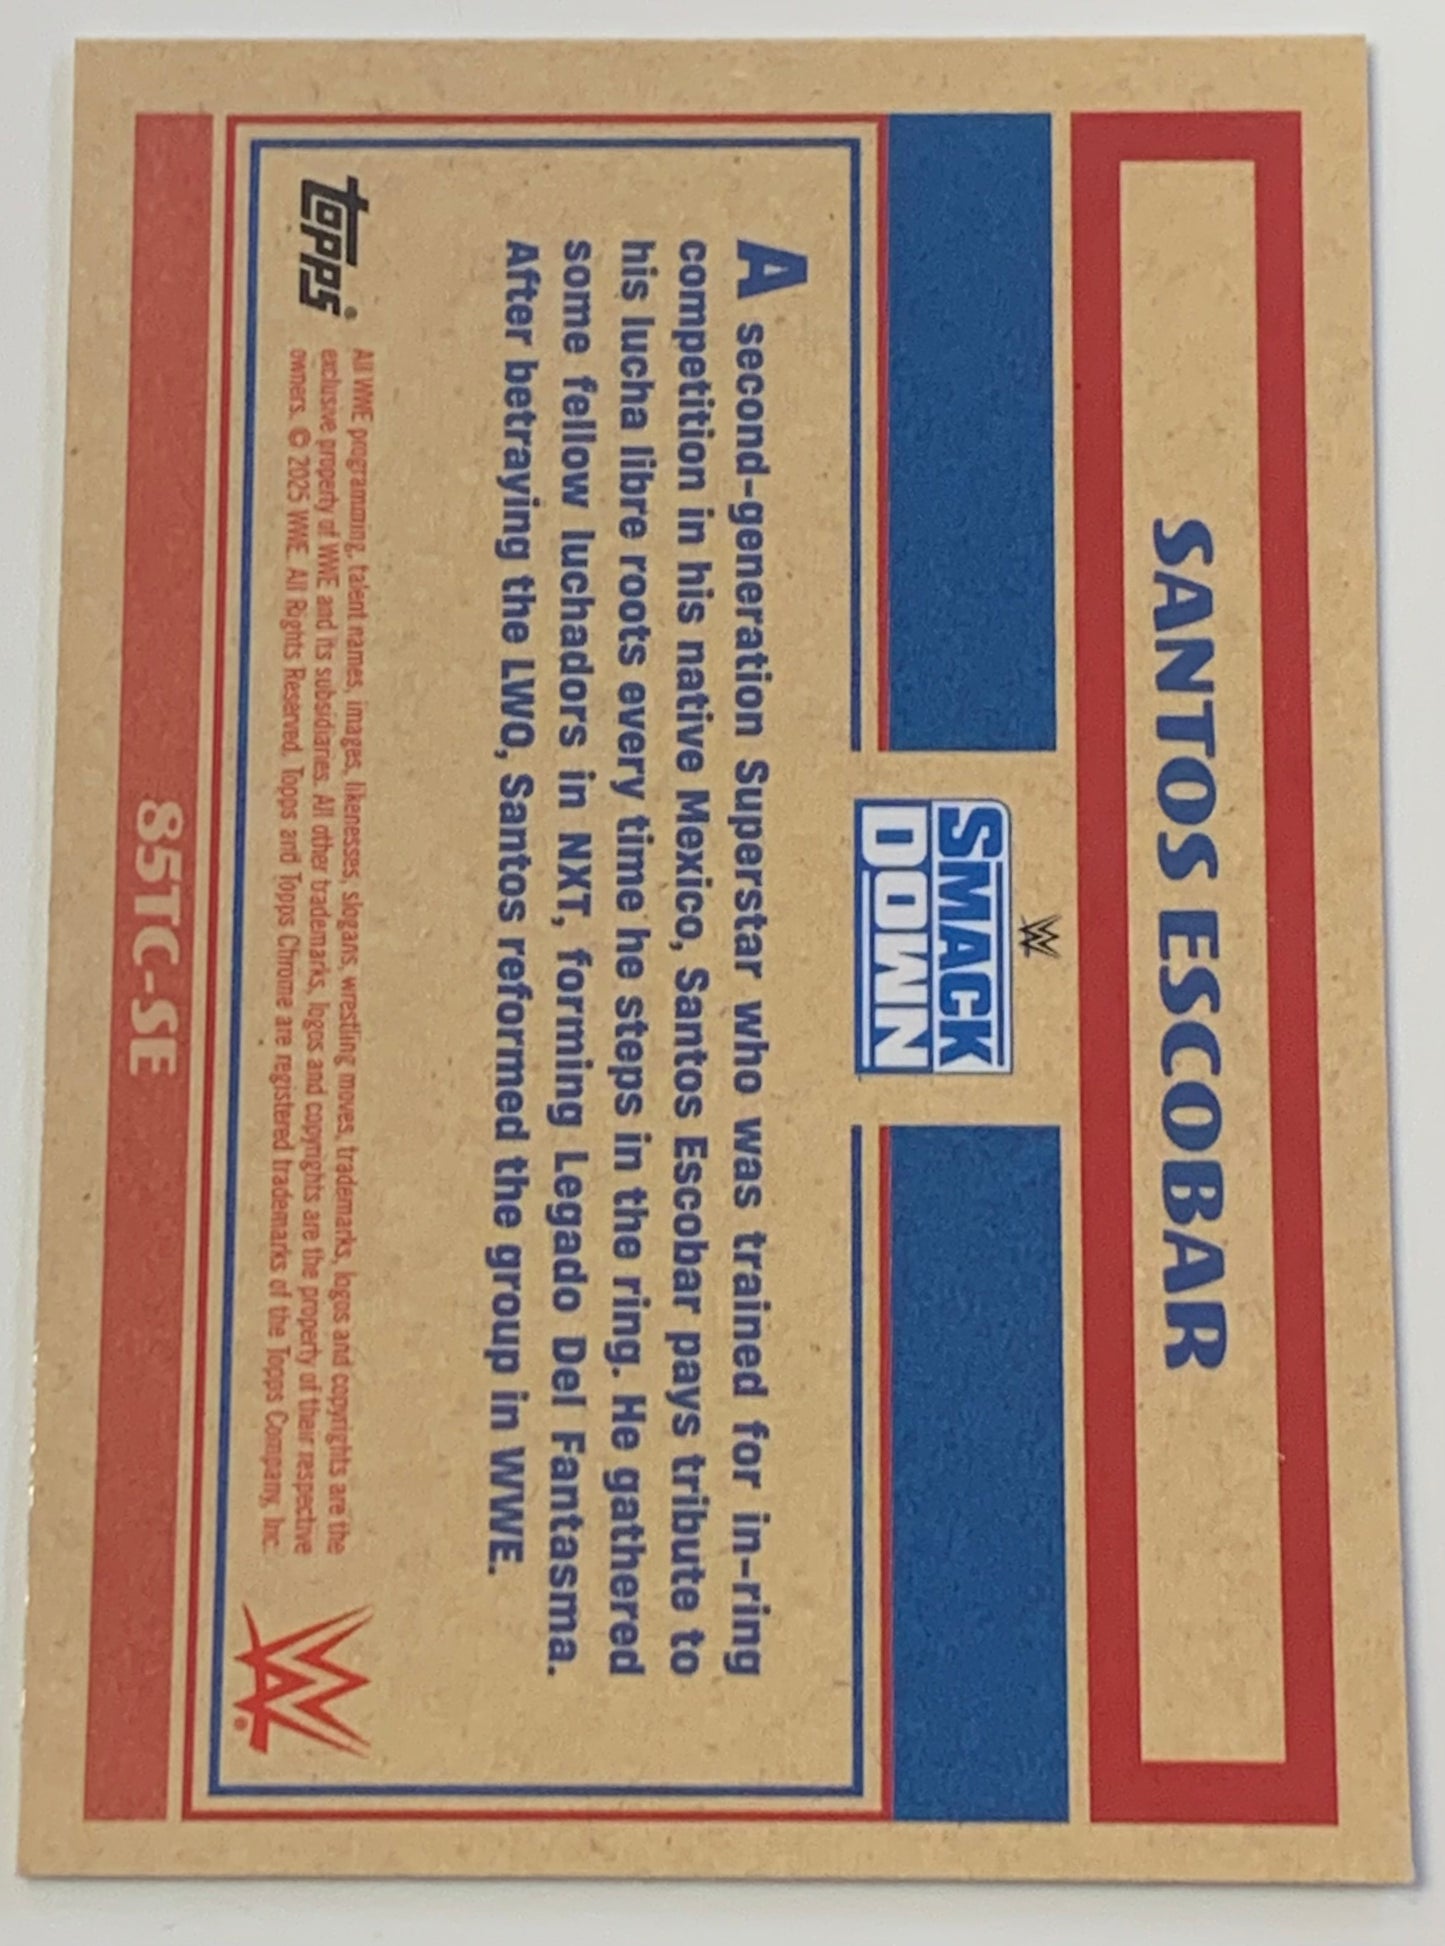 SANTOS ESCOBAR
W
SMACK
DOWN
A second-generation Superstar who was trained for in-ring
competition in his native Mexico, Santos Escobar pays tribute to
his lucha libre roots every time he steps in the ring. He gathered
some fellow luchadors in NXT, forming Legado Del Fantasma.
After betraying the LWO, Santos reformed the group in WWE.
topps®
All WWE programming, talent names, images, likenesses, slogans, wrestling moves, trademarks, logos and copyrights are the
exclusive property of WWE and its subsidiaries. All other trademarks, logos and copyrights are the property of their respective
owners. © 2025 WWE. All Rights Reserved. Topps and Topps Chrome are registered trademarks of the Topps Company, Inc.
W®
85TC-SE